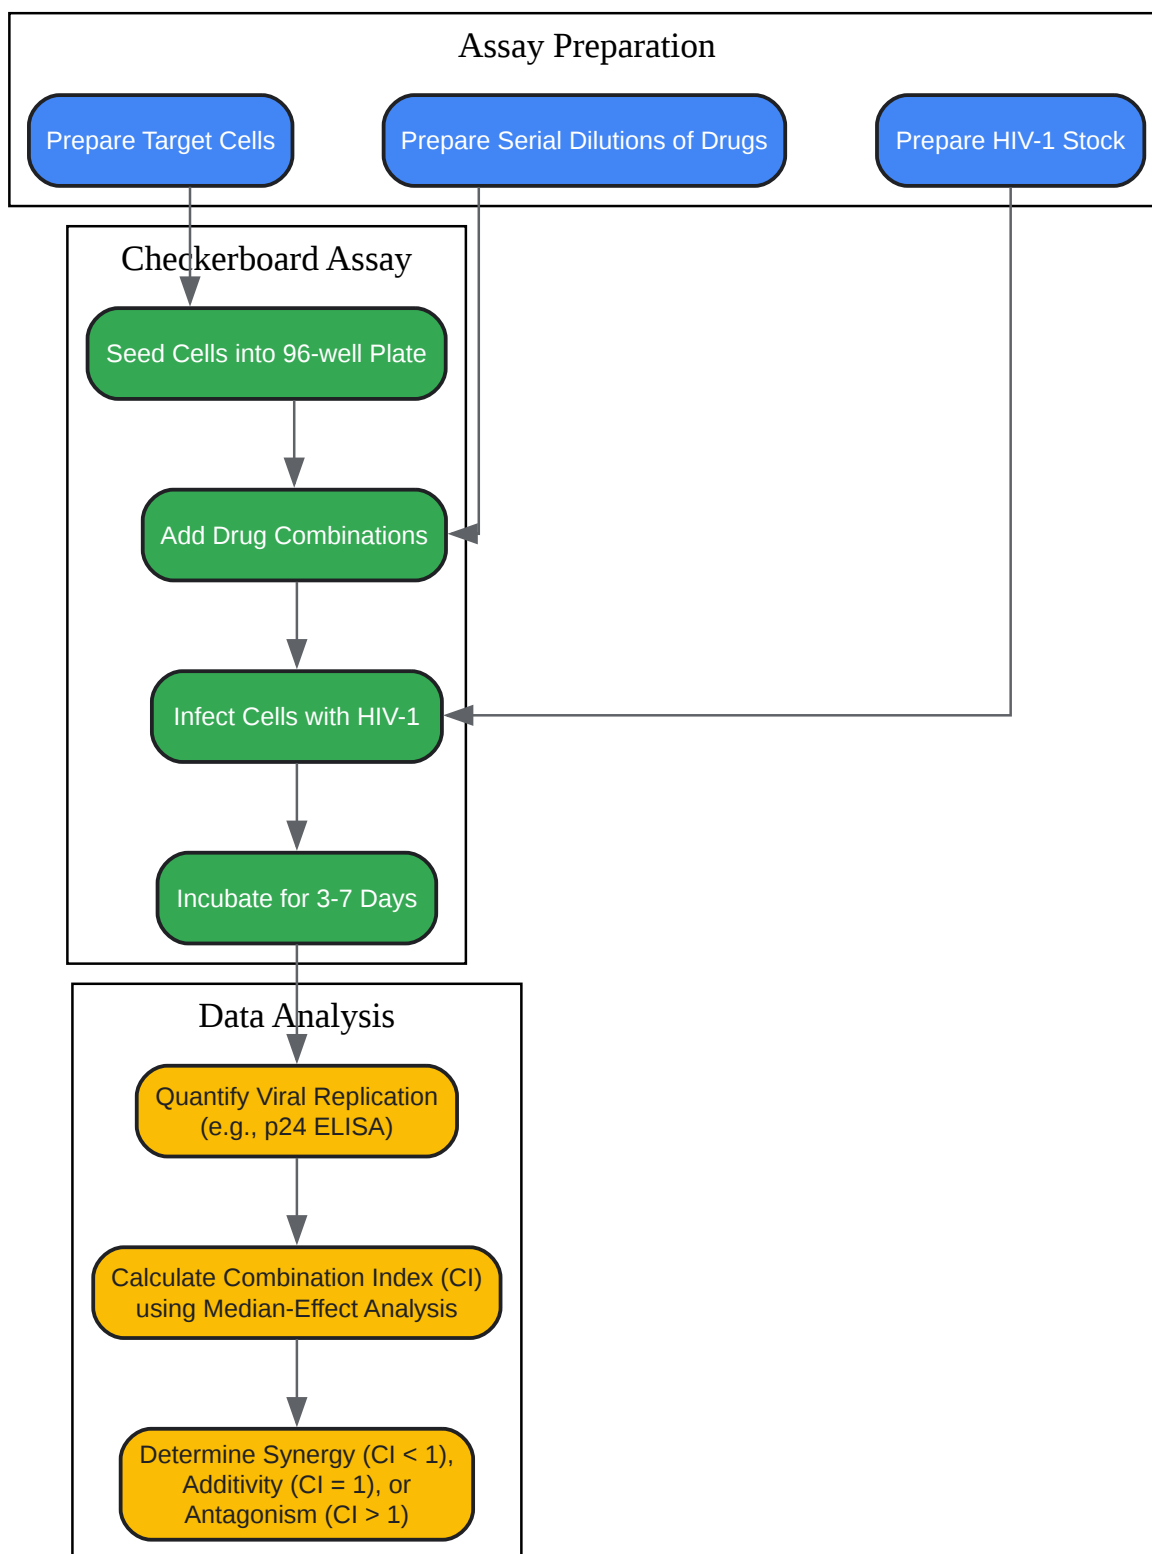 Assay Preparation
Prepare Target Cells
Prepare Serial Dilutions of Drugs
Prepare HIV-1 Stock
Checkerboard Assay
Seed Cells into 96-well Plate
Add Drug Combinations
Infect Cells with HIV-1
Incubate for 3-7 Days
Data Analysis
Quantify Viral Replication
(e.g., p24 ELISA)
Calculate Combination Index (CI)
using Median-Effect Analysis
Determine Synergy (CI < 1),
Additivity (CI = 1), or
Antagonism (CI > 1)